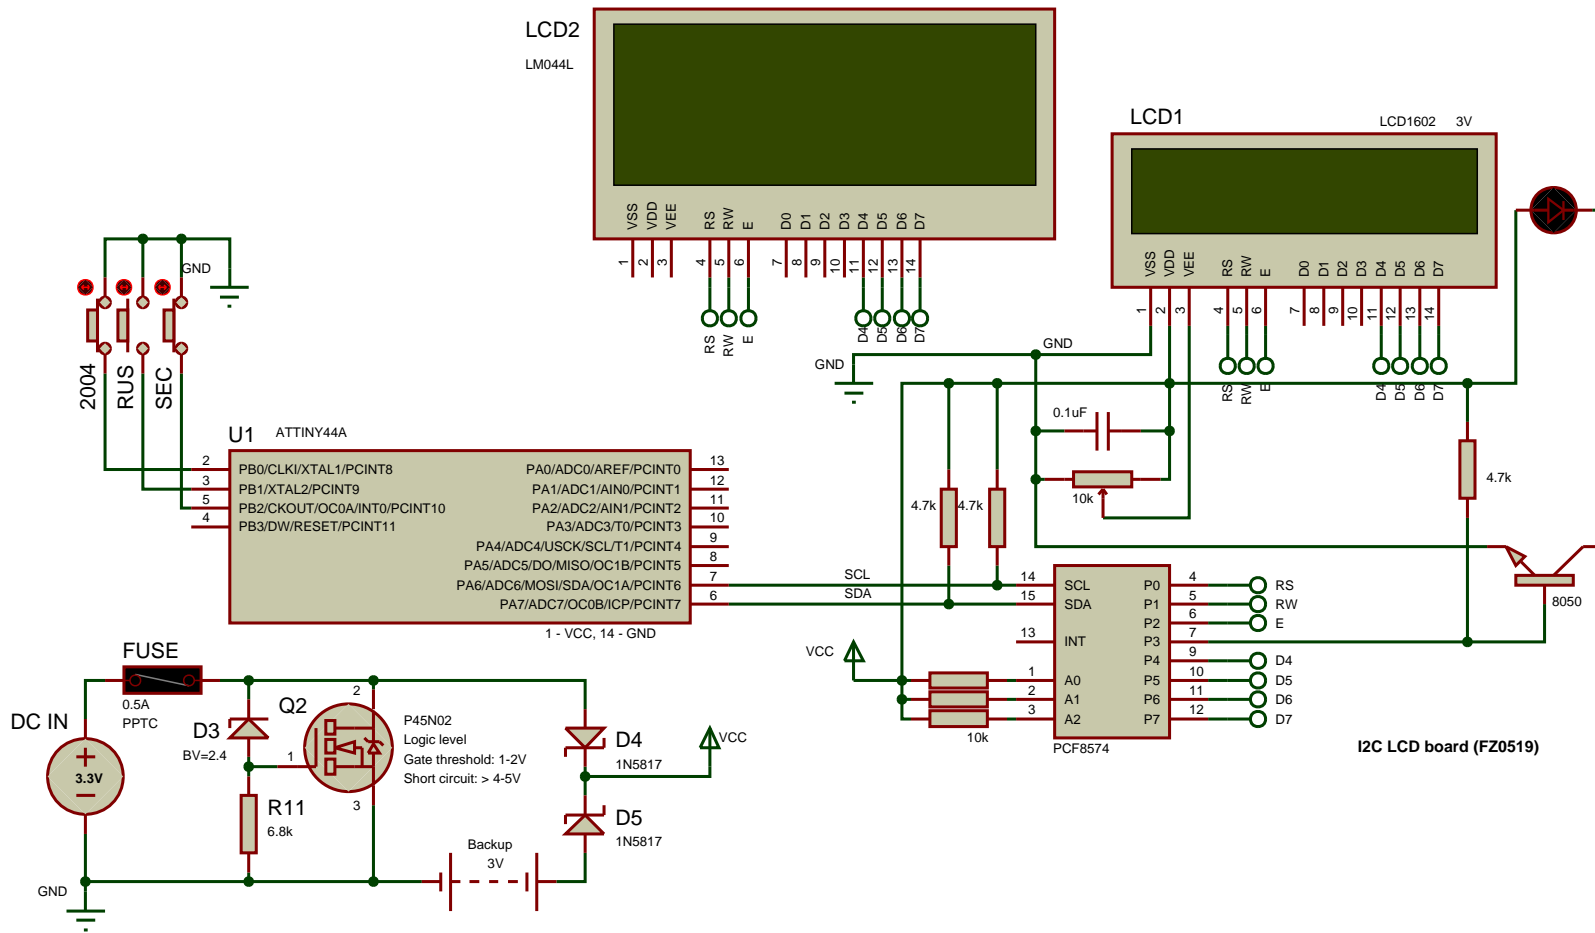 LCD2
LM044L
VSS VDD VEE RS RW E D0 D1 D2 D3 D4 D5 D6 D7
1 2 3 4 5 6 7 8 9 10 11 12 13 14
RS RW E D4 D5 D6 D7
LCD1
LCD1602 3V
VSS VDD VEE RS RW E D0 D1 D2 D3 D4 D5 D6 D7
1 2 3 4 5 6 7 8 9 10 11 12 13 14
RS RW E D4 D5 D6 D7
GND
2004
RUS
SEC
U1 ATTINY44A
2 PB0/CLKI/XTAL1/PCINT8
3 PB1/XTAL2/PCINT9
5 PB2/CKOUT/OC0A/INT0/PCINT10
4 PB3/DW/RESET/PCINT11
PA0/ADC0/AREF/PCINT0 13
PA1/ADC1/AIN0/PCINT1 12
PA2/ADC2/AIN1/PCINT2 11
PA3/ADC3/T0/PCINT3 10
PA4/ADC4/USCK/SCL/T1/PCINT4 9
PA5/ADC5/DO/MISO/OC1B/PCINT5 8
PA6/ADC6/MOSI/SDA/OC1A/PCINT6 7
PA7/ADC7/OC0B/ICP/PCINT7 6
1 - VCC, 14 - GND
SCL
SDA
GND
GND
0.1uF
10k
4.7k
4.7k
4.7k
8050
14 SCL
15 SDA
13 INT
1 A0
2 A1
3 A2
P0 4 RS
P1 5 RW
P2 6 E
P3 7
P4 9 D4
P5 10 D5
P6 11 D6
P7 12 D7
PCF8574
VCC
10k
I2C LCD board (FZ0519)
FUSE
0.5A
PPTC
DC IN
3.3V
GND
D3
BV=2.4
R11
6.8k
Q2
2
1
3
P45N02
Logic level
Gate threshold: 1-2V
Short circuit: > 4-5V
D4
1N5817
VCC
D5
1N5817
Backup
3V